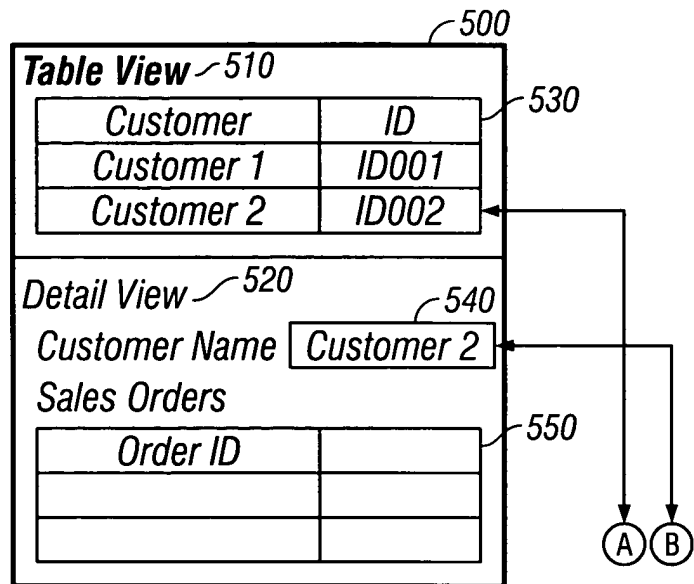 500
Table View 510
530
Customer ID
Customer 1 ID001
Customer 2 ID002
Detail View 520
540
Customer Name Customer 2
Sales Orders
550
Order ID
A B